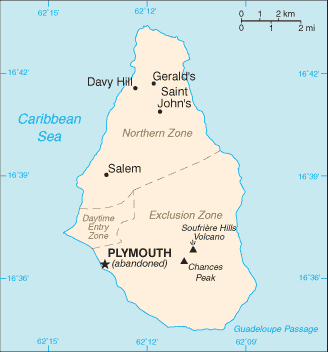 62°15' 62°12'
0 1 2 km
0 1 2 mi
16°42' 16°42'
Davy Hill Gerald's
Saint
John's
Caribbean
Sea
Northern Zone
Salem
16°39' 16°39'
Daytime
Entry
Zone
Exclusion Zone
Soufrière Hills
Volcano
PLYMOUTH
(abandoned)
Chances
Peak
16°36' 16°36'
Guadeloupe Passage
62°15' 62°12' 62°09'